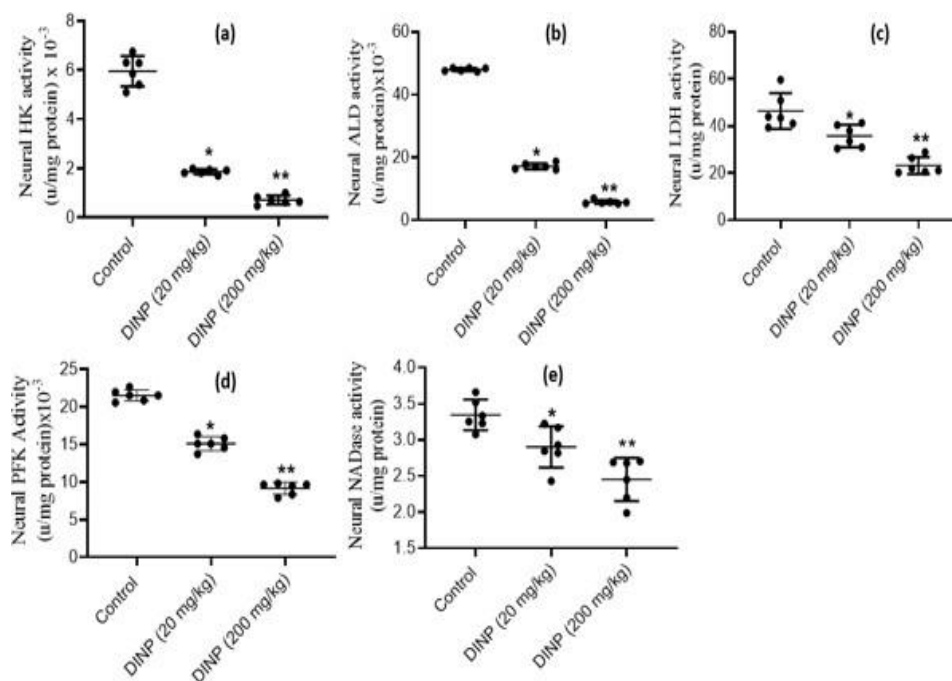 (a)
Neural HK activity
(u/mg protein) x 10⁻³
8
6
4
2
0
*
**
Control
DINP (20 mg/kg)
DINP (200 mg/kg)
(b)
Neural ALD activity
(u/mg protein)x10⁻³
60
40
20
0
*
**
Control
DINP (20 mg/kg)
DINP (200 mg/kg)
(c)
Neural LDH activity
(u/mg protein)
80
60
40
20
0
*
**
Control
DINP (20 mg/kg)
DINP (200 mg/kg)
(d)
Neural PFK Activity
(u/mg protein)x10⁻³
25
20
15
10
5
0
*
**
Control
DINP (20 mg/kg)
DINP (200 mg/kg)
(e)
Neural NADase activity
(u/mg protein)
4.0
3.5
3.0
2.5
2.0
1.5
*
**
Control
DINP (20 mg/kg)
DINP (200 mg/kg)